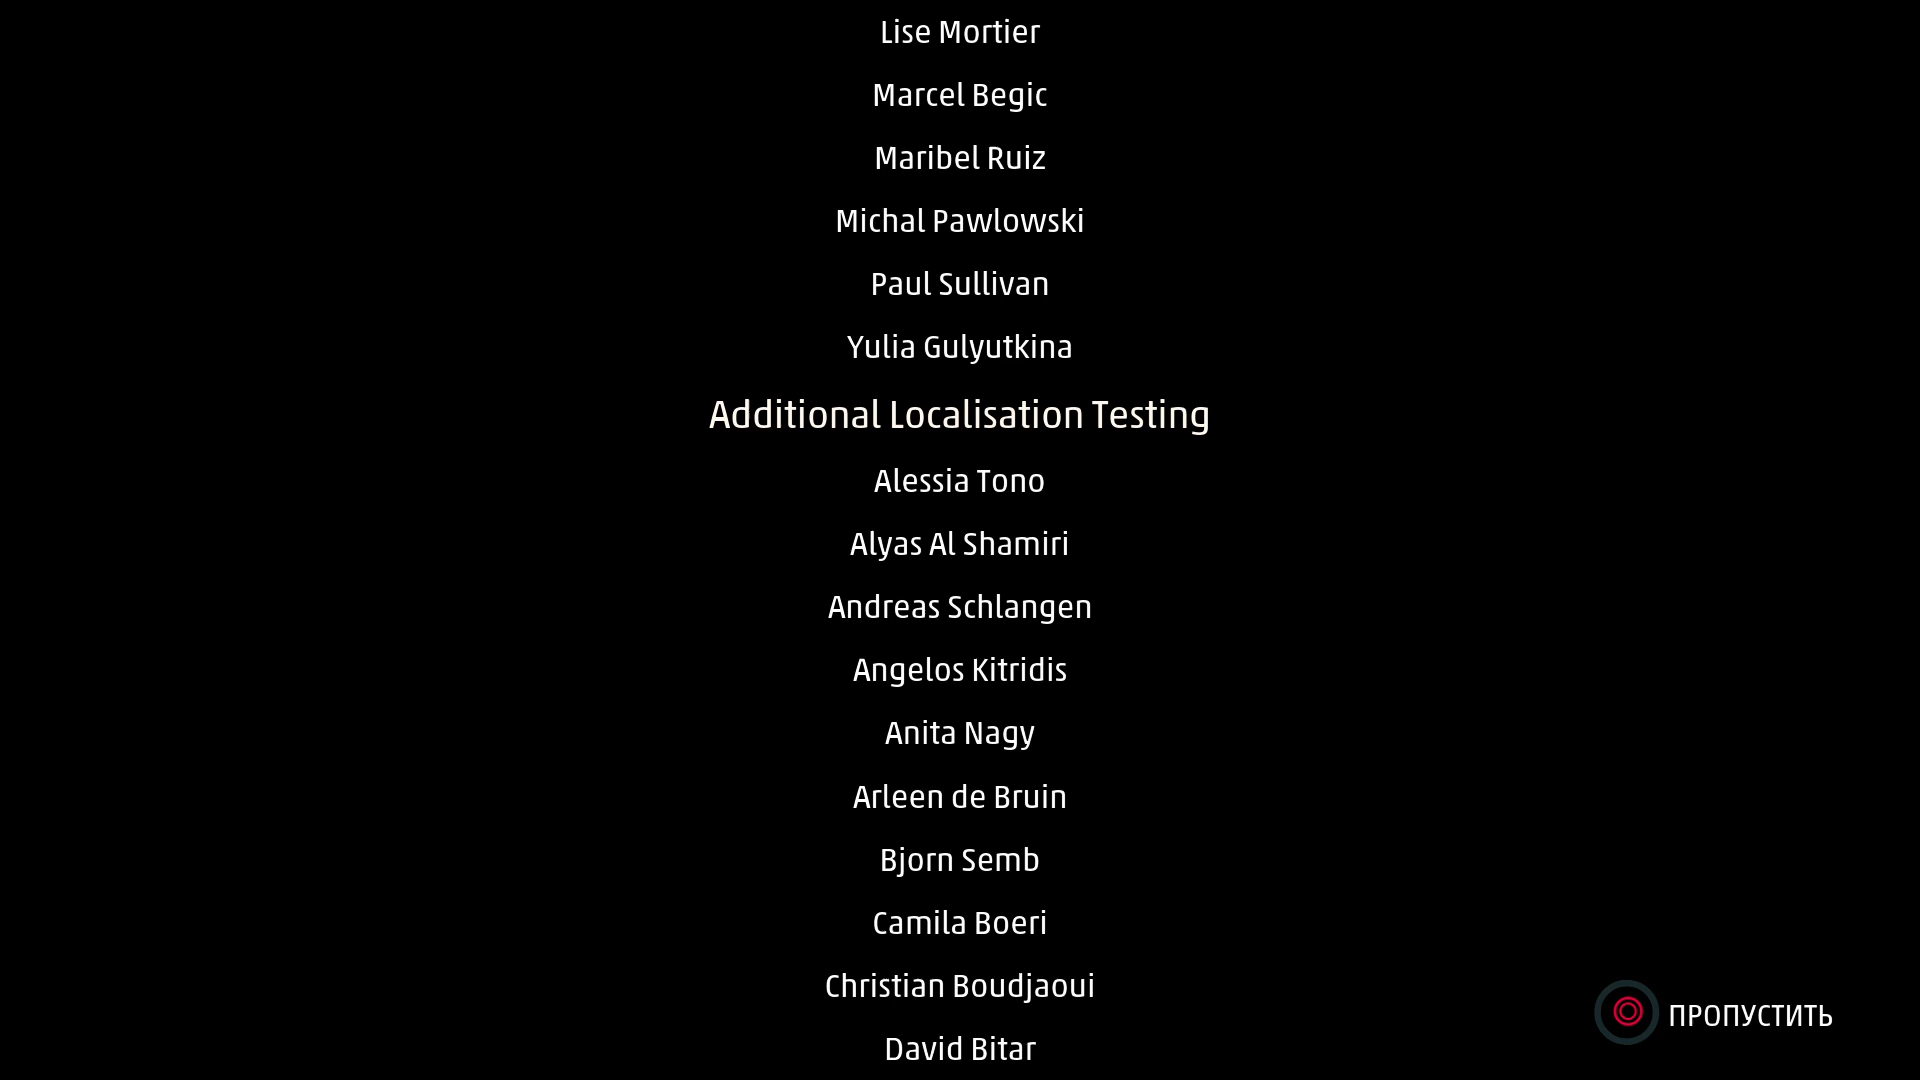 Lise Mortier
Marcel Begic
Maribel Ruiz
Michal Pawlowski
Paul Sullivan
Yulia Gulyutkina
Additional Localisation Testing
Alessia Tono
Alyas Al Shamiri
Andreas Schlangen
Angelos Kitridis
Anita Nagy
Arleen de Bruin
Bjorn Semb
Camila Boeri
Christian Boudjaoui
David Bitar
ПРОПУСТИТЬ